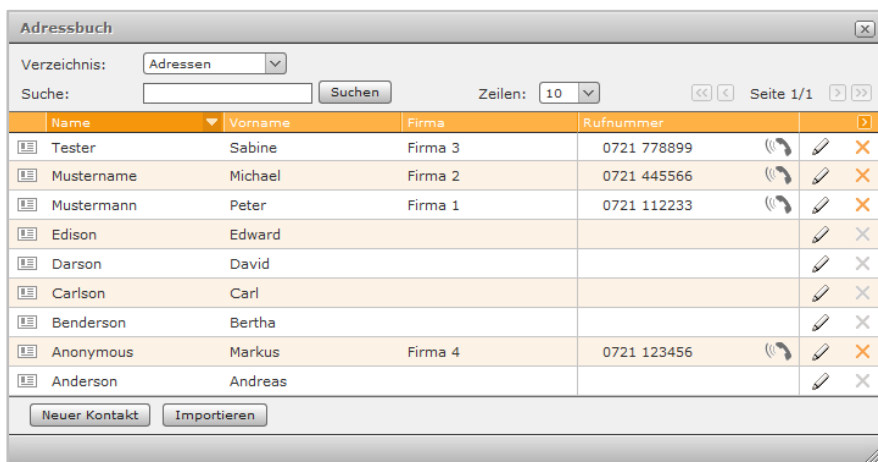 Adressbuch
Verzeichnis: Adressen
Suche: Suchen Zeilen: 10 << < Seite 1/1 > >>
Name Vorname Firma Rufnummer
Tester Sabine Firma 3 0721 778899
Mustername Michael Firma 2 0721 445566
Mustermann Peter Firma 1 0721 112233
Edison Edward
Darson David
Carlson Carl
Benderson Bertha
Anonymous Markus Firma 4 0721 123456
Anderson Andreas
Neuer Kontakt Importieren